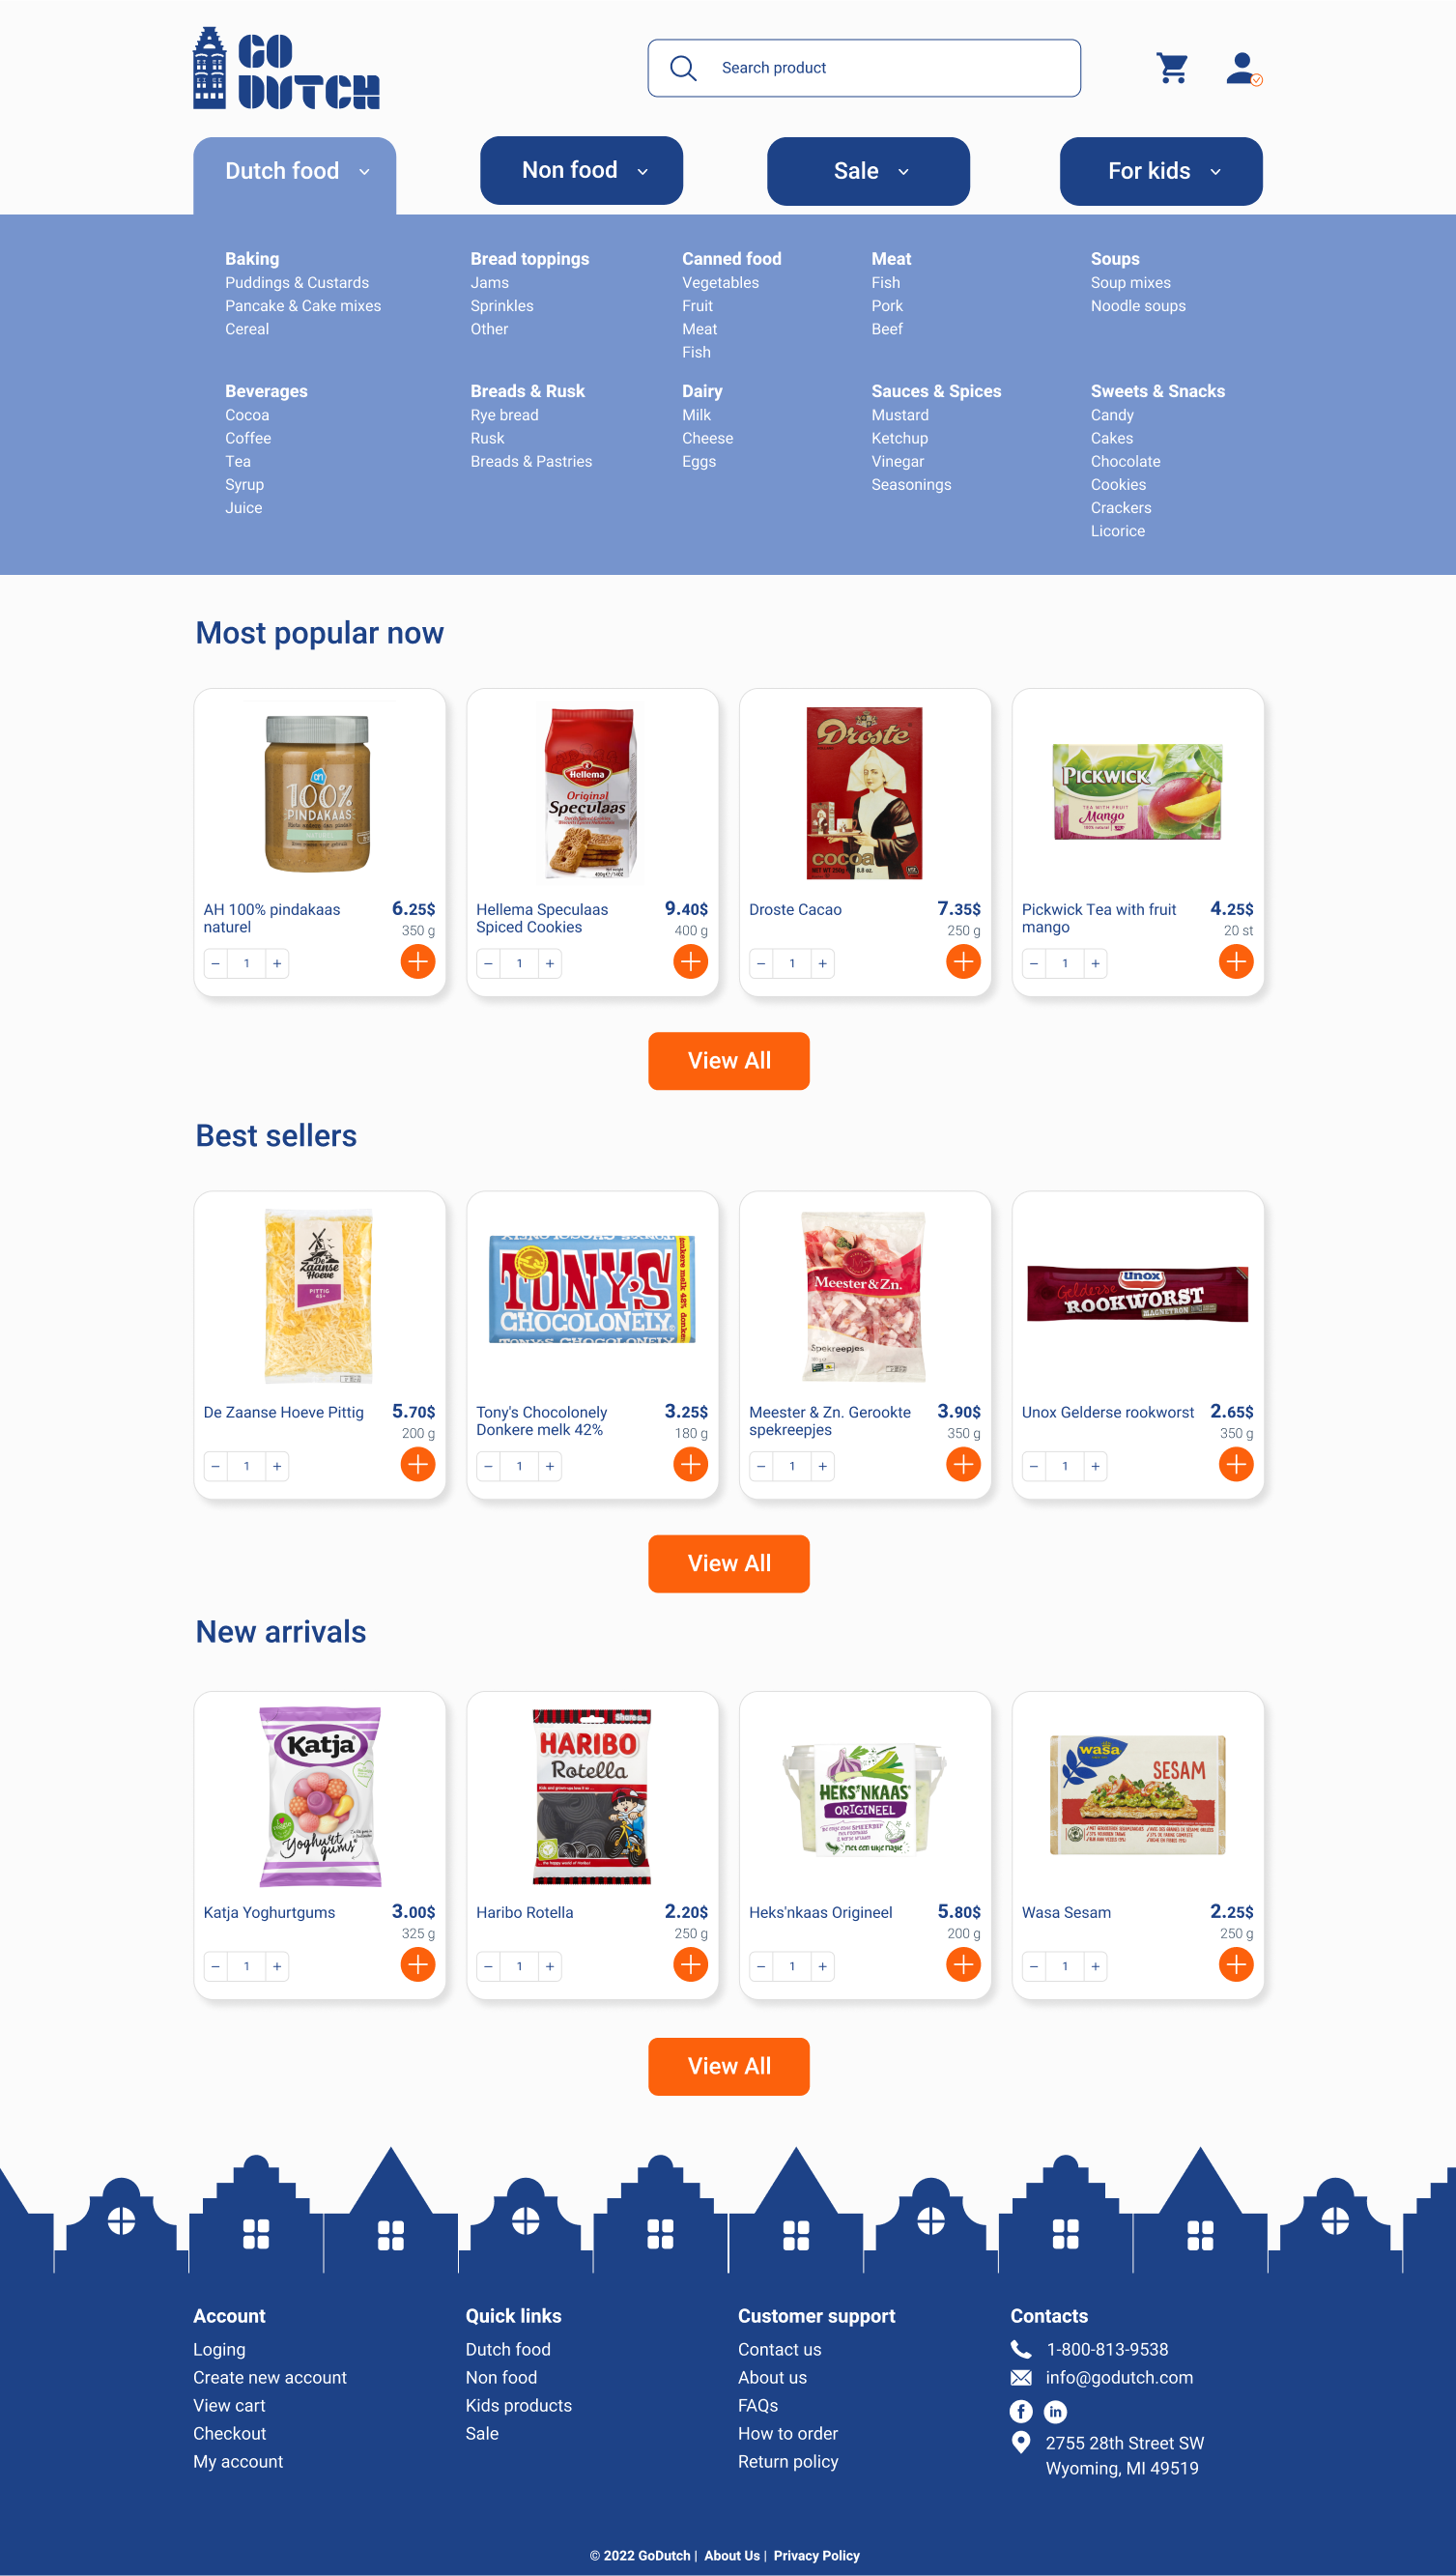 GO
DUTCH
Search product
Dutch food
Non food
Sale
For kids
Baking
Puddings & Custards
Pancake & Cake mixes
Cereal
Bread toppings
Jams
Sprinkles
Other
Canned food
Vegetables
Fruit
Meat
Fish
Meat
Fish
Pork
Beef
Soups
Soup mixes
Noodle soups
Beverages
Cocoa
Coffee
Tea
Syrup
Juice
Breads & Rusk
Rye bread
Rusk
Breads & Pastries
Dairy
Milk
Cheese
Eggs
Sauces & Spices
Mustard
Ketchup
Vinegar
Seasonings
Sweets & Snacks
Candy
Cakes
Chocolate
Cookies
Crackers
Licorice
Most popular now
100%
PINDAKAAS
AH 100% pindakaas
naturel
6.25$
350 g
− 1 +
Hellema
Original
Speculaas
Hellema Speculaas
Spiced Cookies
9.40$
400 g
− 1 +
Droste
COCOA
Droste Cacao
7.35$
250 g
− 1 +
PICKWICK
TEA WITH FRUIT
Mango
Pickwick Tea with fruit
mango
4.25$
20 st
− 1 +
View All
Best sellers
De
Zaanse
Hoeve
PITTIG
45+
De Zaanse Hoeve Pittig
5.70$
200 g
− 1 +
TONY'S
CHOCOLONELY
Tony's Chocolonely
Donkere melk 42%
3.25$
180 g
− 1 +
Meester & Zn.
Spekreepjes
Meester & Zn. Gerookte
spekreepjes
3.90$
350 g
− 1 +
unox
Gelderse
ROOKWORST
MAGNETRON
Unox Gelderse rookworst
2.65$
350 g
− 1 +
View All
New arrivals
Katja
Yoghurt
gums
Katja Yoghurtgums
3.00$
325 g
− 1 +
HARIBO
Rotella
Haribo Rotella
2.20$
250 g
− 1 +
HEKS'NKAAS
ORIGINEEL
Heks'nkaas Origineel
5.80$
200 g
− 1 +
wasa
SESAM
Wasa Sesam
2.25$
250 g
− 1 +
View All
Account
Loging
Create new account
View cart
Checkout
My account
Quick links
Dutch food
Non food
Kids products
Sale
Customer support
Contact us
About us
FAQs
How to order
Return policy
Contacts
1-800-813-9538
info@godutch.com
f in
2755 28th Street SW
Wyoming, MI 49519
© 2022 GoDutch | About Us | Privacy Policy